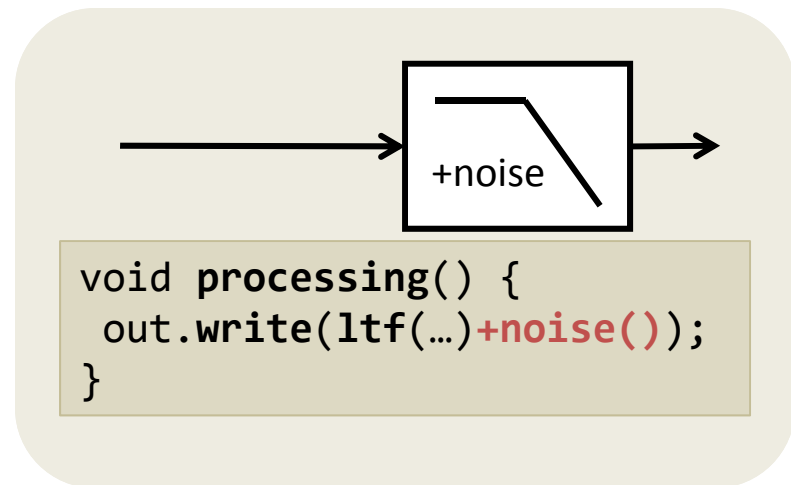 +noise
void processing() {
out.write(ltf(…)+noise());
}